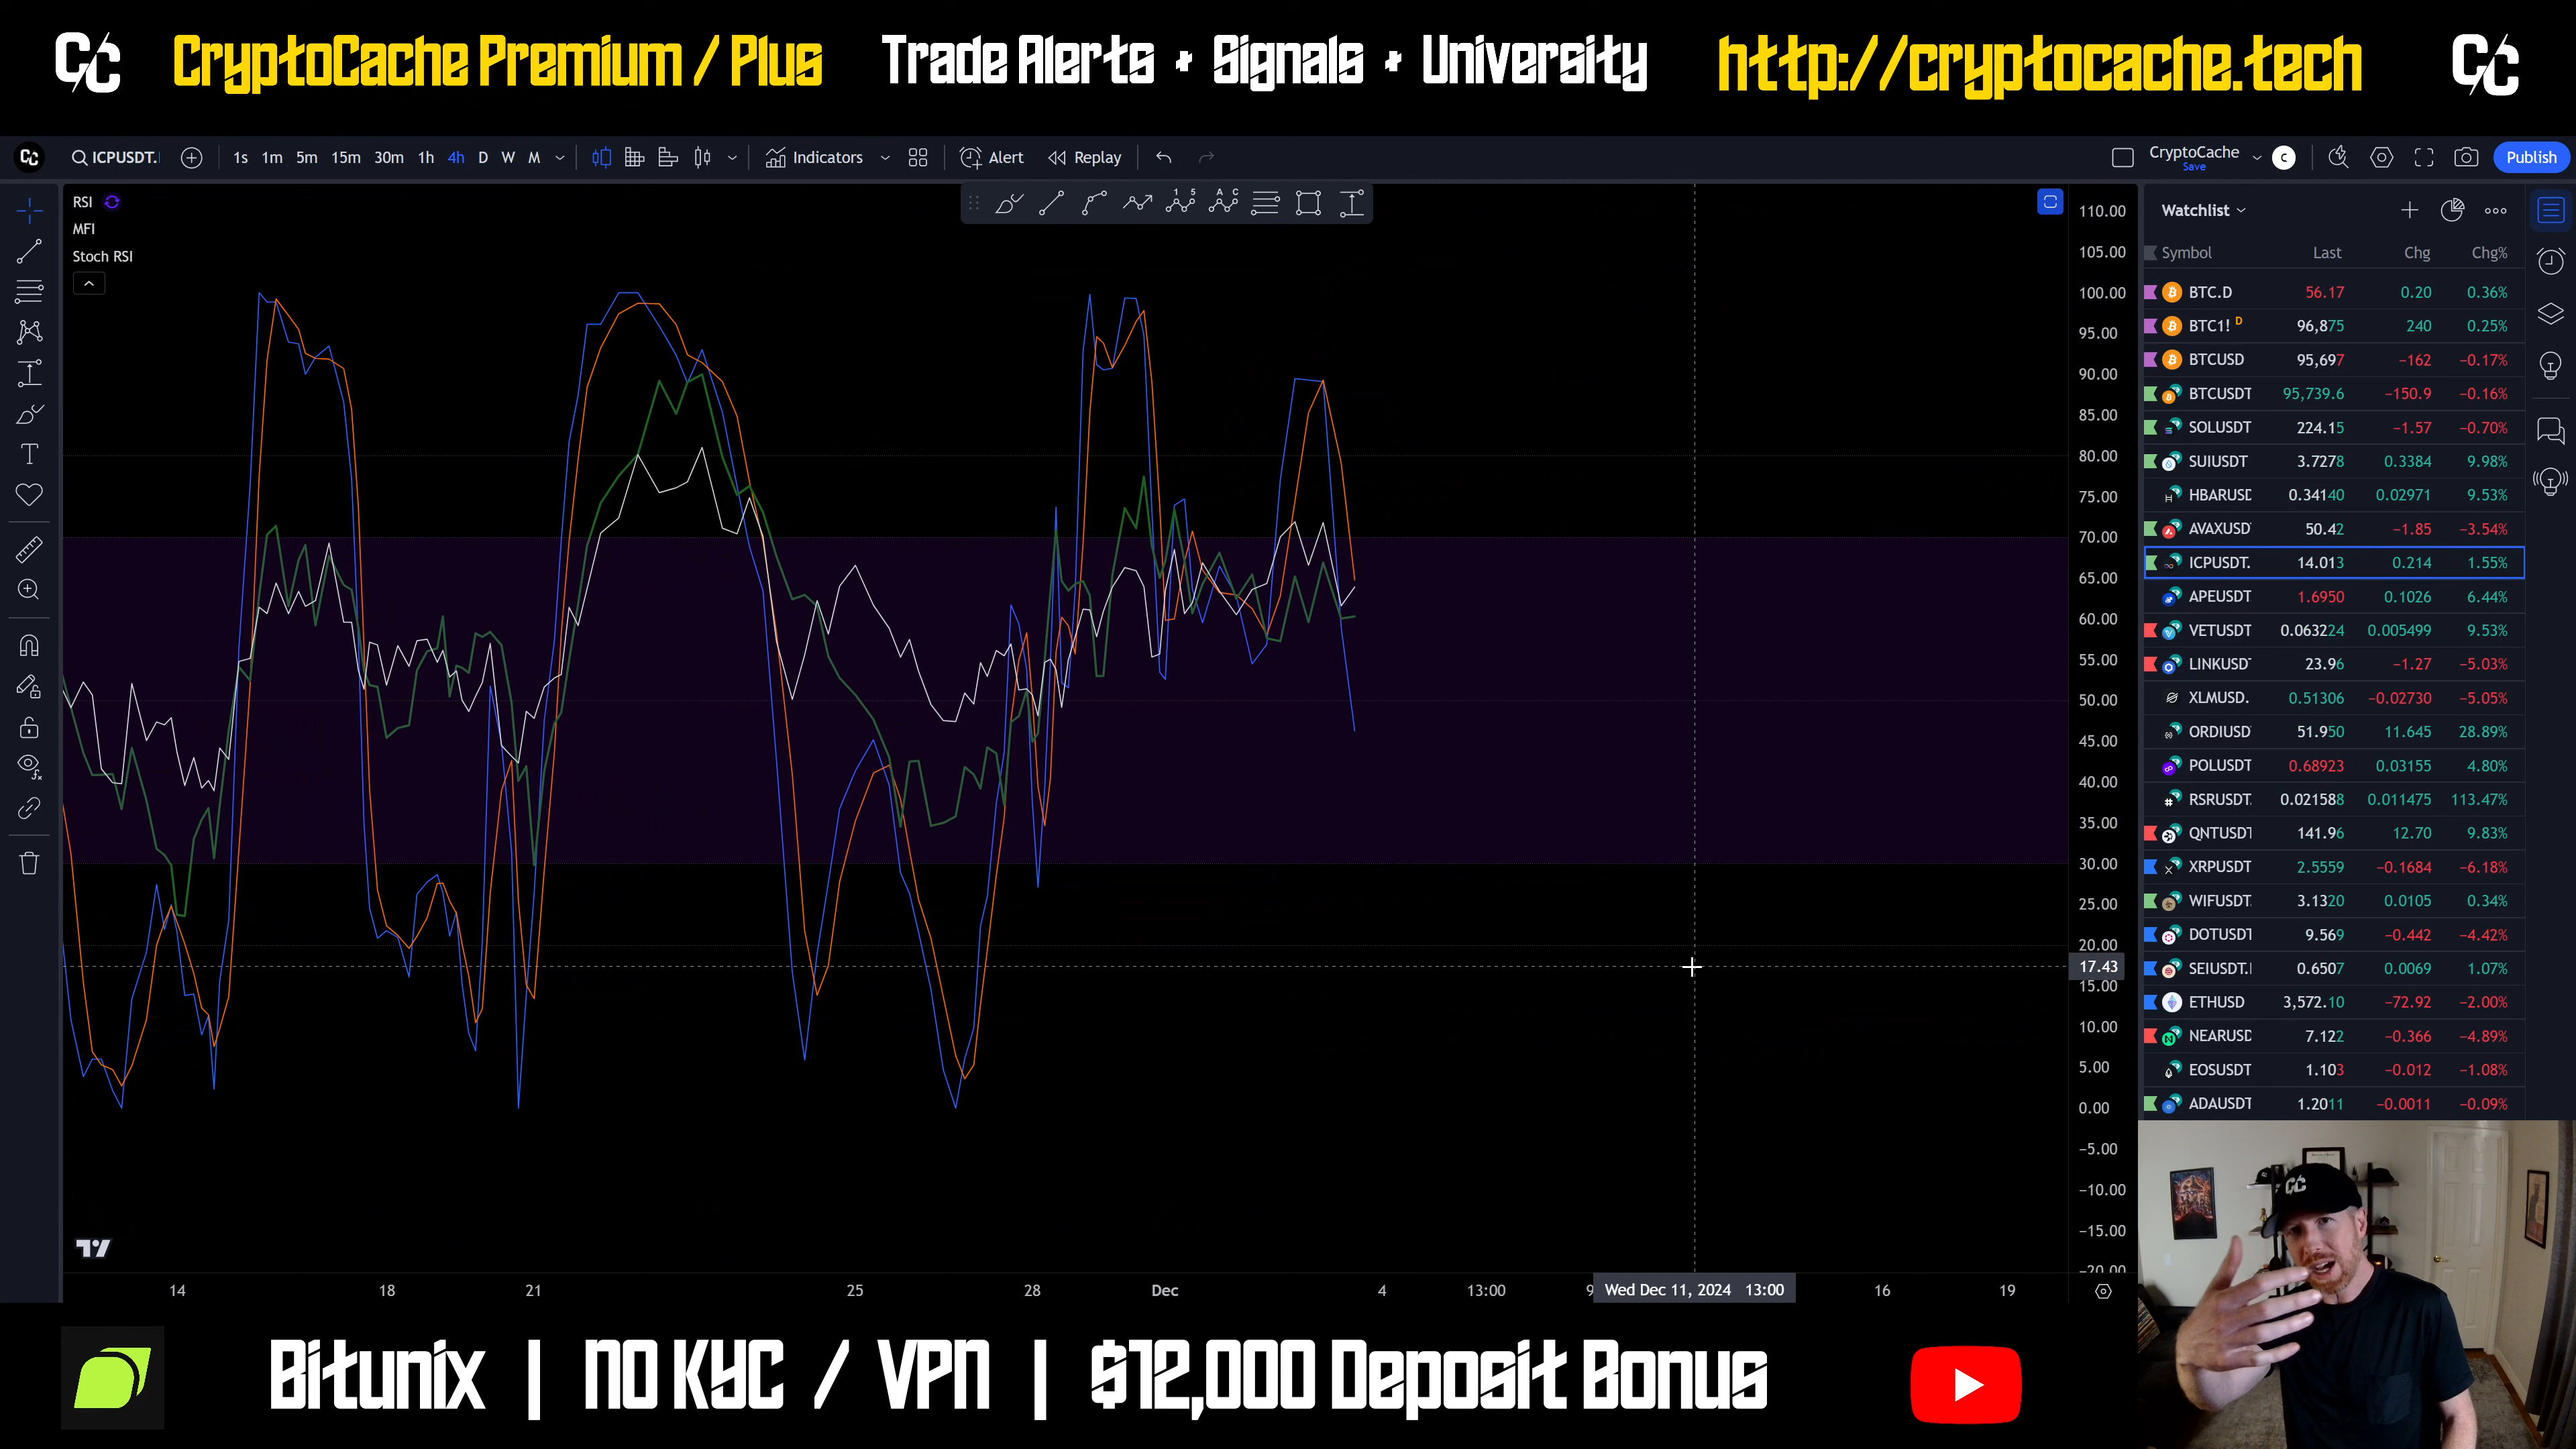 CC CryptoCache Premium / Plus Trade Alerts + Signals + University http://cryptocache.tech CC
CC ICPUSDT. 1s 1m 5m 15m 30m 1h 4h D W M Indicators Alert Replay CryptoCache Save C Publish
RSI
MFI
Stoch RSI
1 5
A C
110.00
105.00
100.00
95.00
90.00
85.00
80.00
75.00
70.00
65.00
60.00
55.00
50.00
45.00
40.00
35.00
30.00
25.00
20.00
17.43
15.00
10.00
5.00
0.00
−5.00
−10.00
−15.00
−20.00
14 18 21 25 28 Dec 4 13:00 9 Wed Dec 11, 2024 13:00 16 19
Watchlist
Symbol Last Chg Chg%
BTC.D 56.17 0.20 0.36%
BTC1! D 96,875 240 0.25%
BTCUSD 95,697 −162 −0.17%
BTCUSDT 95,739.6 −150.9 −0.16%
SOLUSDT 224.15 −1.57 −0.70%
SUIUSDT 3.7278 0.3384 9.98%
HBARUSD 0.34140 0.02971 9.53%
AVAXUSD 50.42 −1.85 −3.54%
ICPUSDT. 14.013 0.214 1.55%
APEUSDT 1.6950 0.1026 6.44%
VETUSDT 0.063224 0.005499 9.53%
LINKUSD 23.96 −1.27 −5.03%
XLMUSD. 0.51306 −0.02730 −5.05%
ORDIUSD 51.950 11.645 28.89%
POLUSDT 0.68923 0.03155 4.80%
RSRUSDT. 0.021588 0.011475 113.47%
QNTUSDT 141.96 12.70 9.83%
XRPUSDT 2.5559 −0.1684 −6.18%
WIFUSDT. 3.1320 0.0105 0.34%
DOTUSDT 9.569 −0.442 −4.42%
SEIUSDT. 0.6507 0.0069 1.07%
ETHUSD 3,572.10 −72.92 −2.00%
NEARUSD 7.122 −0.366 −4.89%
EOSUSDT 1.103 −0.012 −1.08%
ADAUSDT 1.2011 −0.0011 −0.09%
CC
Bitunix | NO KYC / VPN | $12,000 Deposit Bonus